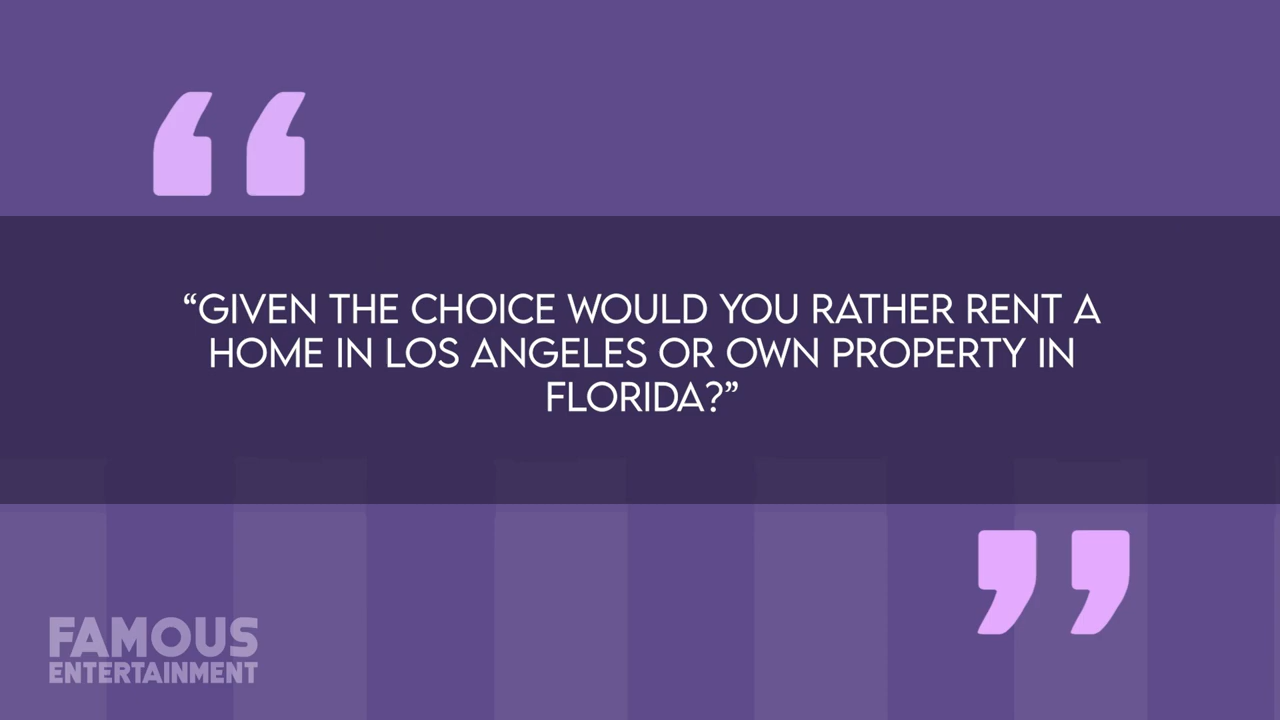 “GIVEN THE CHOICE WOULD YOU RATHER RENT A
HOME IN LOS ANGELES OR OWN PROPERTY IN
FLORIDA?”
FAMOUS
ENTERTAINMENT